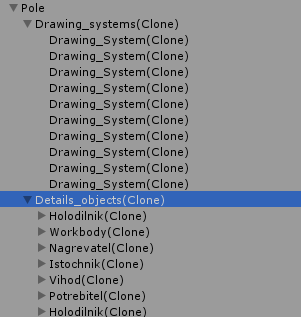 Pole
Drawing_systems(Clone)
Drawing_System(Clone)
Drawing_System(Clone)
Drawing_System(Clone)
Drawing_System(Clone)
Drawing_System(Clone)
Drawing_System(Clone)
Drawing_System(Clone)
Drawing_System(Clone)
Drawing_System(Clone)
Drawing_System(Clone)
Details_objects(Clone)
Holodilnik(Clone)
Workbody(Clone)
Nagrevatel(Clone)
Istochnik(Clone)
Vihod(Clone)
Potrebitel(Clone)
Holodilnik(Clone)